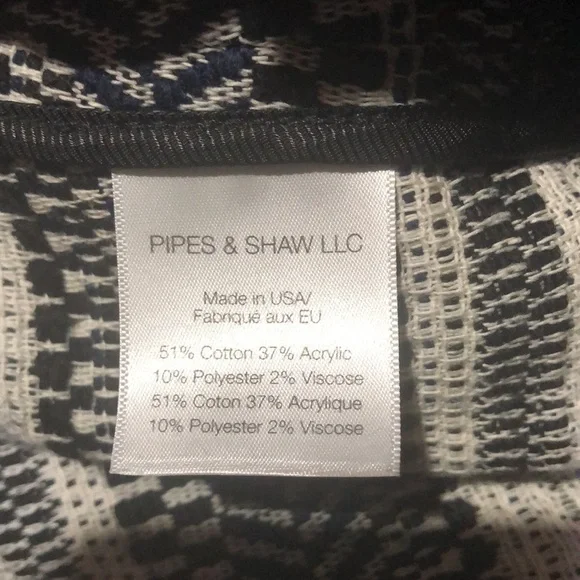 PIPES & SHAW LLC
Made in USA/
Fabriqué aux EU
51% Cotton 37% Acrylic
10% Polyester 2% Viscose
51% Coton 37% Acrylique
10% Polyester 2% Viscose